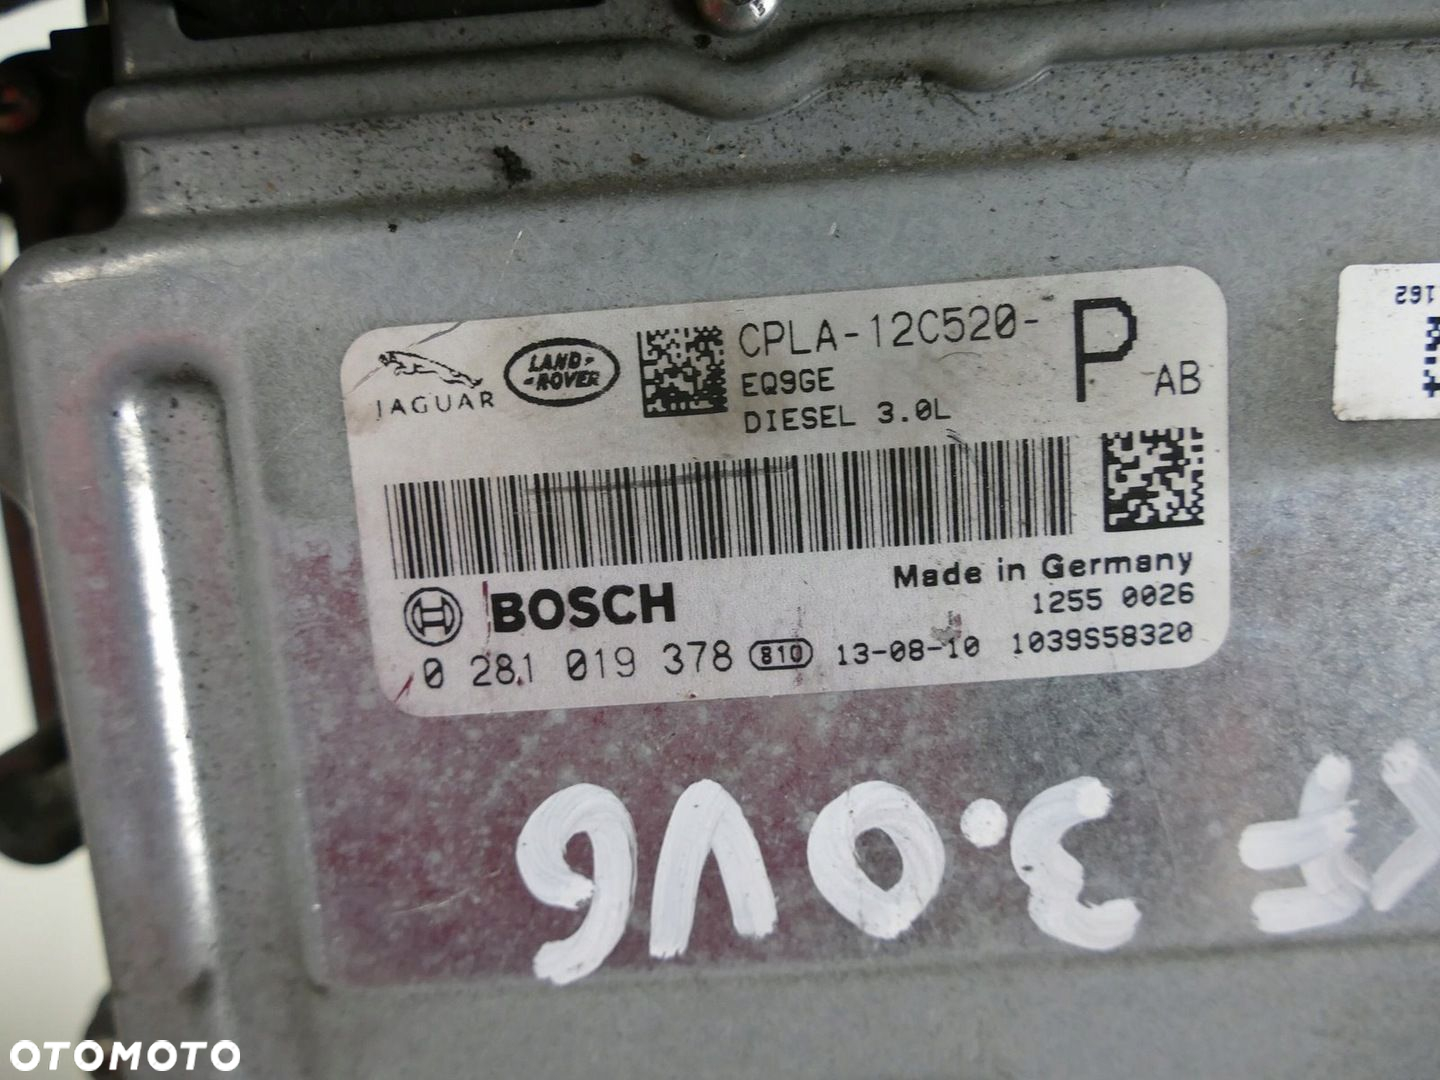 JAGUAR
LAND-
-ROVER
CPLA-12C520-
P
AB
EQ9GE
DIESEL 3.0L
Made in Germany
BOSCH
1255 0026
0 281 019 378 810 13-08-10 1039S58320
162
3.0V6
OTOMOTO